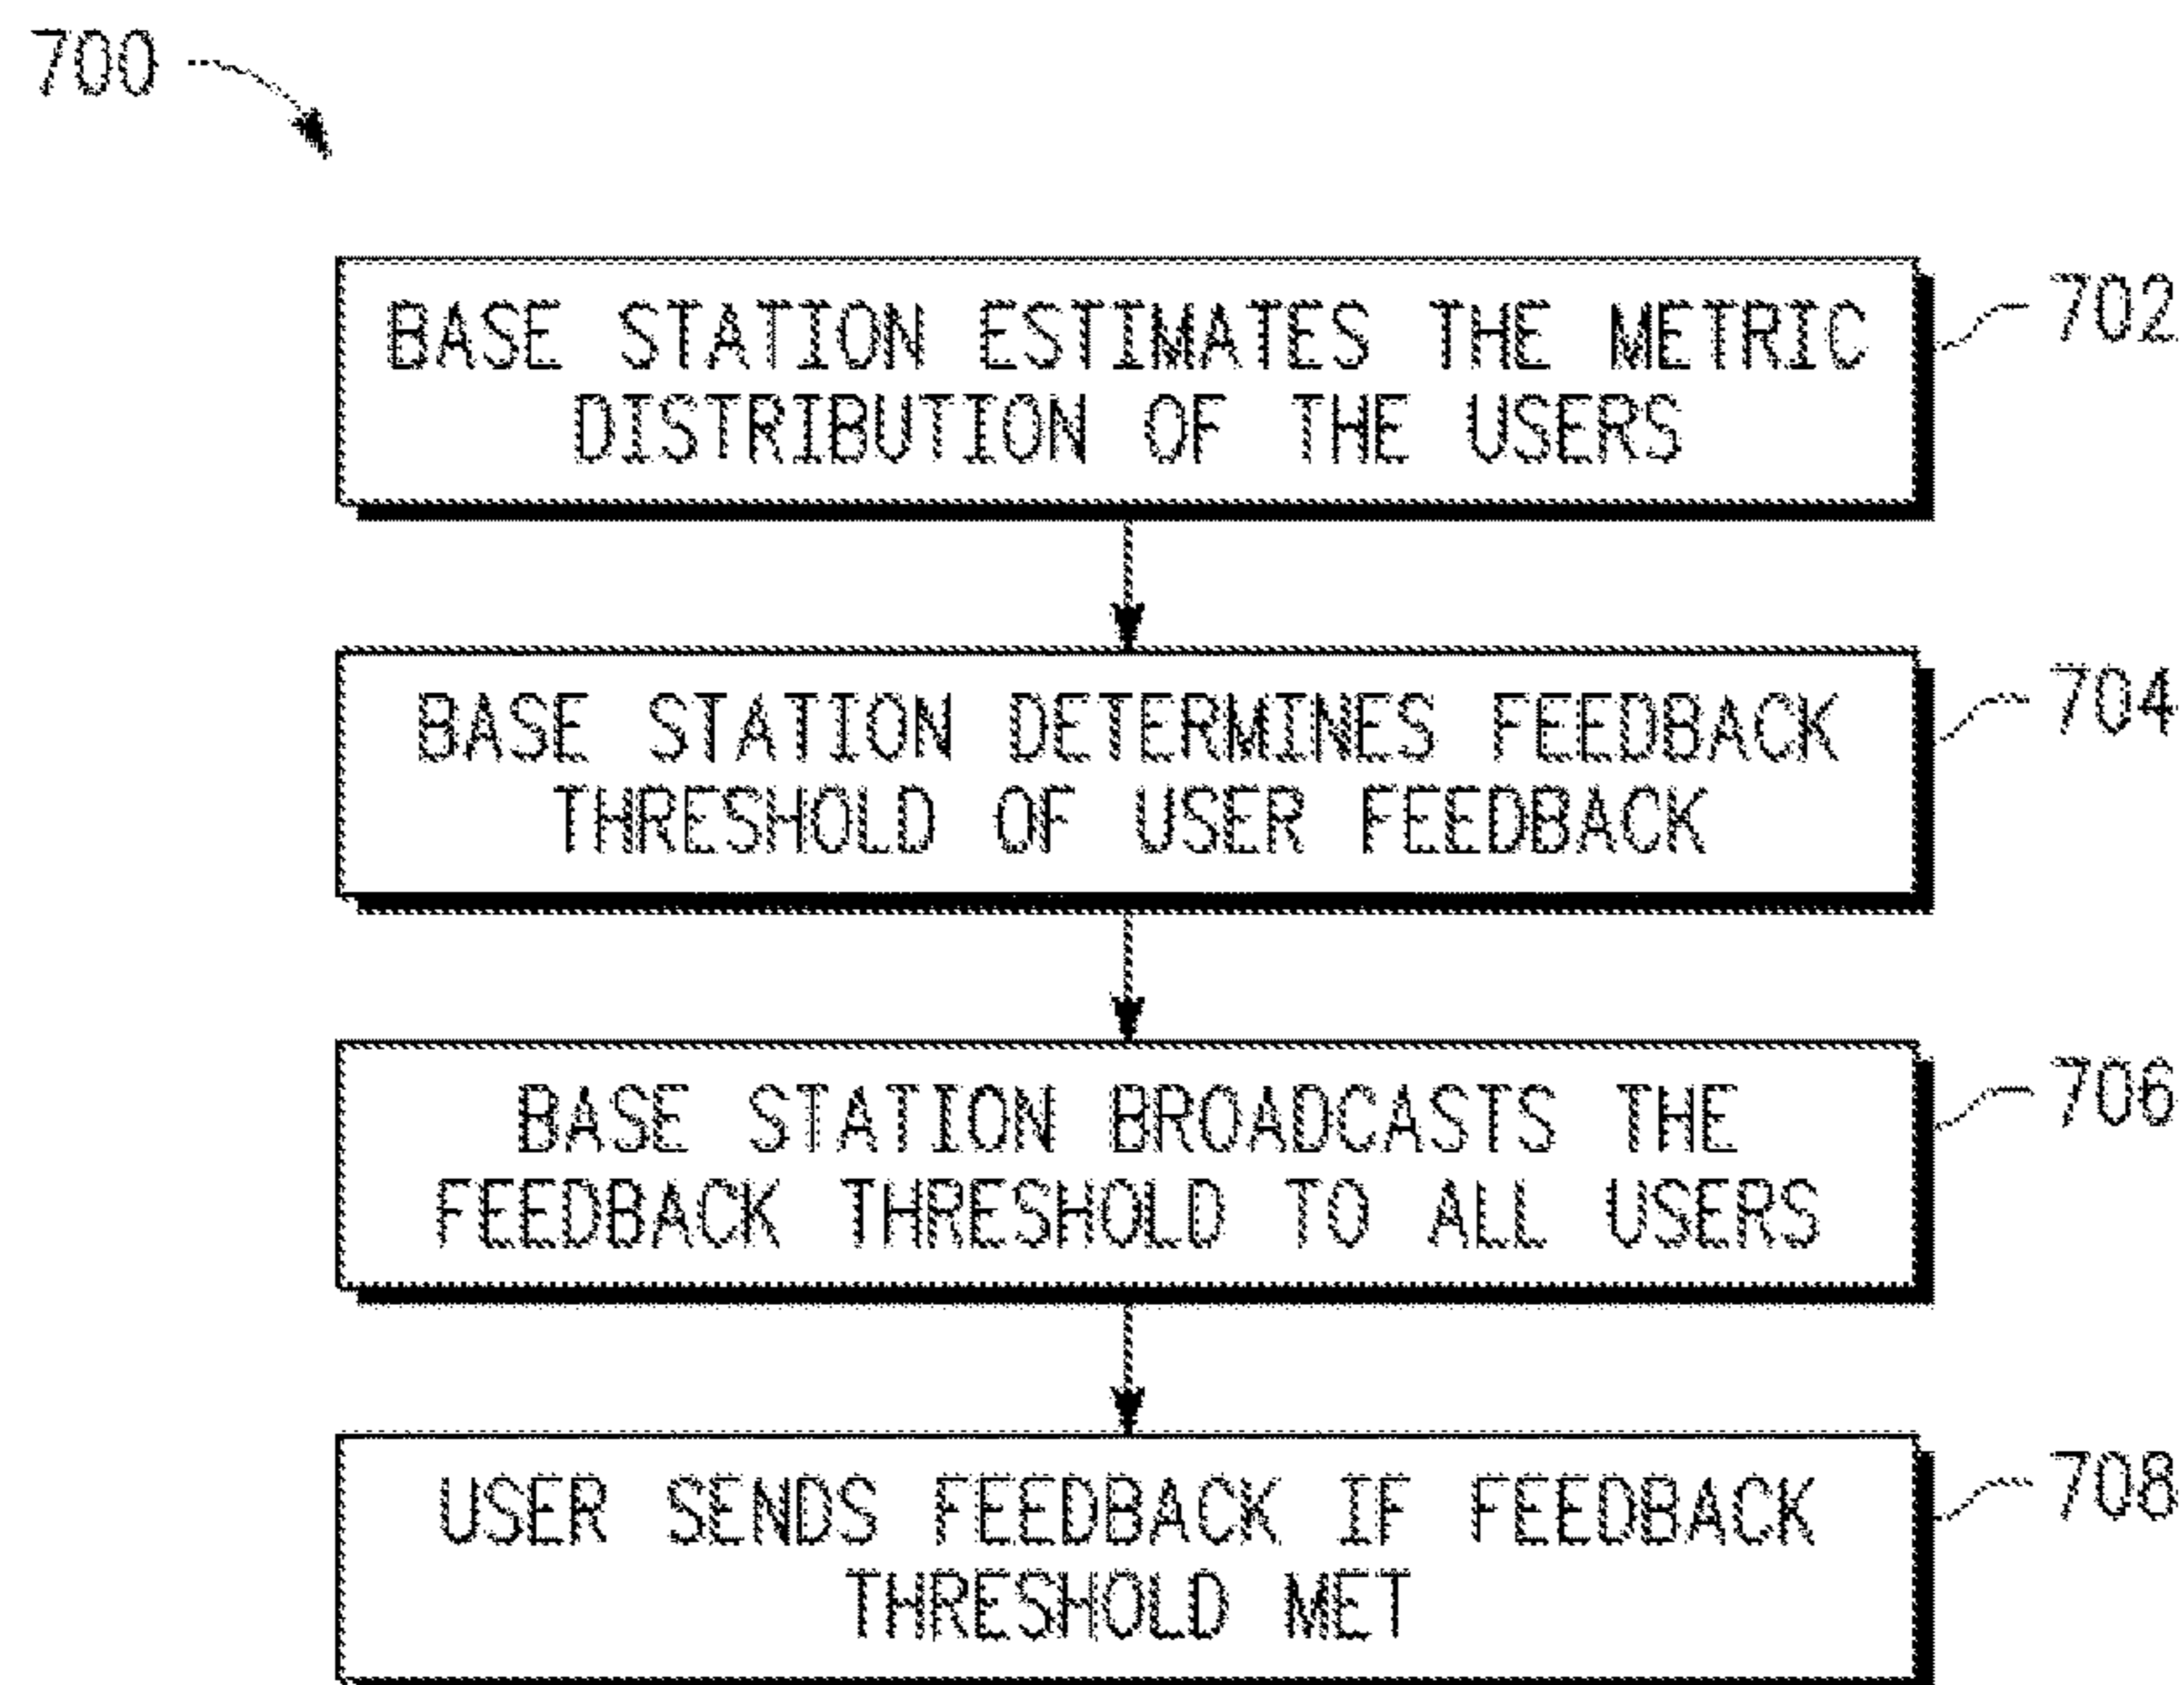 700
BASE STATION ESTIMATES THE METRIC
DISTRIBUTION OF THE USERS
702
BASE STATION DETERMINES FEEDBACK
THRESHOLD OF USER FEEDBACK
704
BASE STATION BROADCASTS THE
FEEDBACK THRESHOLD TO ALL USERS
706
USER SENDS FEEDBACK IF FEEDBACK
THRESHOLD MET
708